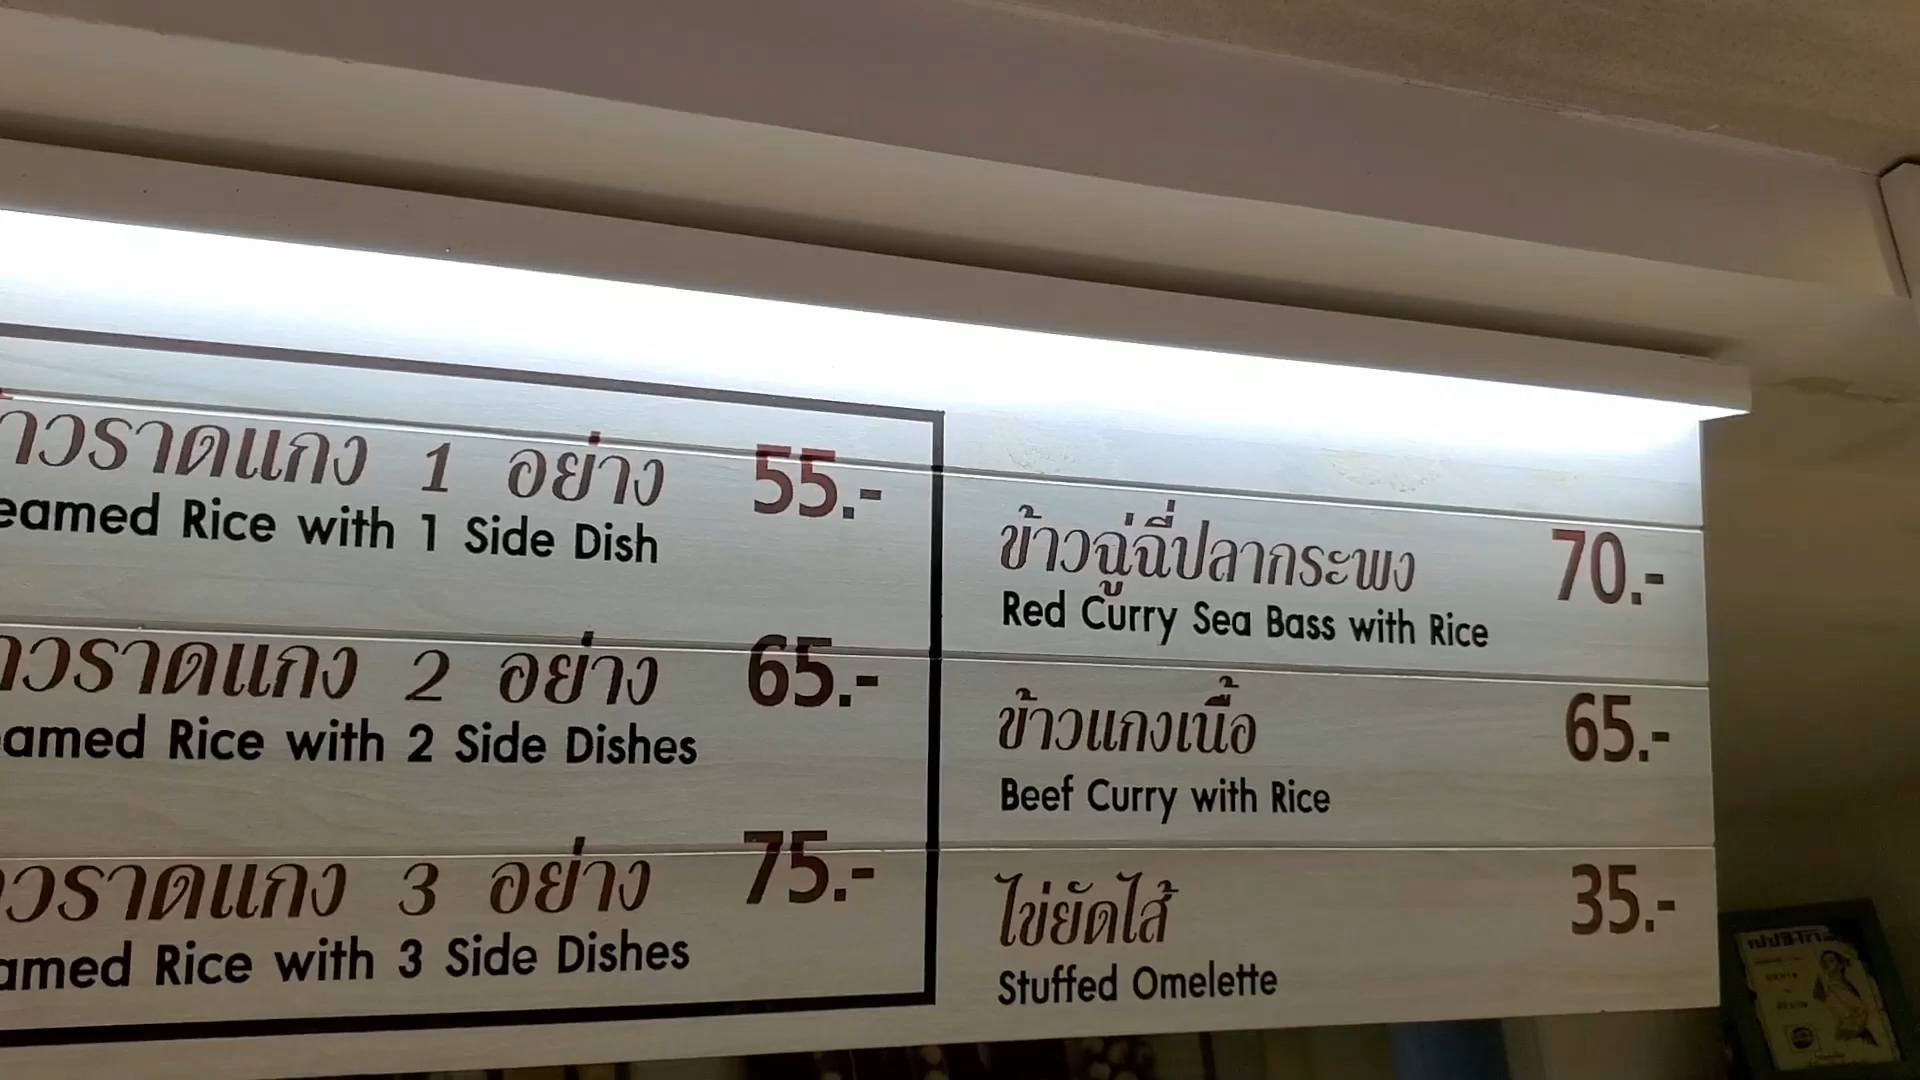 ข้าวราดแกง 1 อย่าง 55.-
eamed Rice with 1 Side Dish
าวราดแกง 2 อย่าง 65.-
amed Rice with 2 Side Dishes
าวราดแกง 3 อย่าง 75.-
amed Rice with 3 Side Dishes
ข้าวฉู่ฉี่ปลากระพง 70.-
Red Curry Sea Bass with Rice
ข้าวแกงเนื้อ 65.-
Beef Curry with Rice
ไข่ยัดไส้ 35.-
Stuffed Omelette